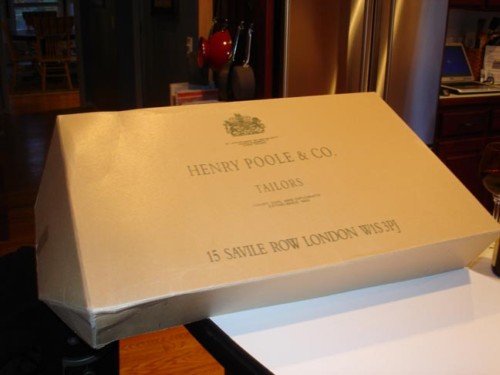 HENRY POOLE & CO.
TAILORS
15 SAVILE ROW LONDON W1S 3PJ